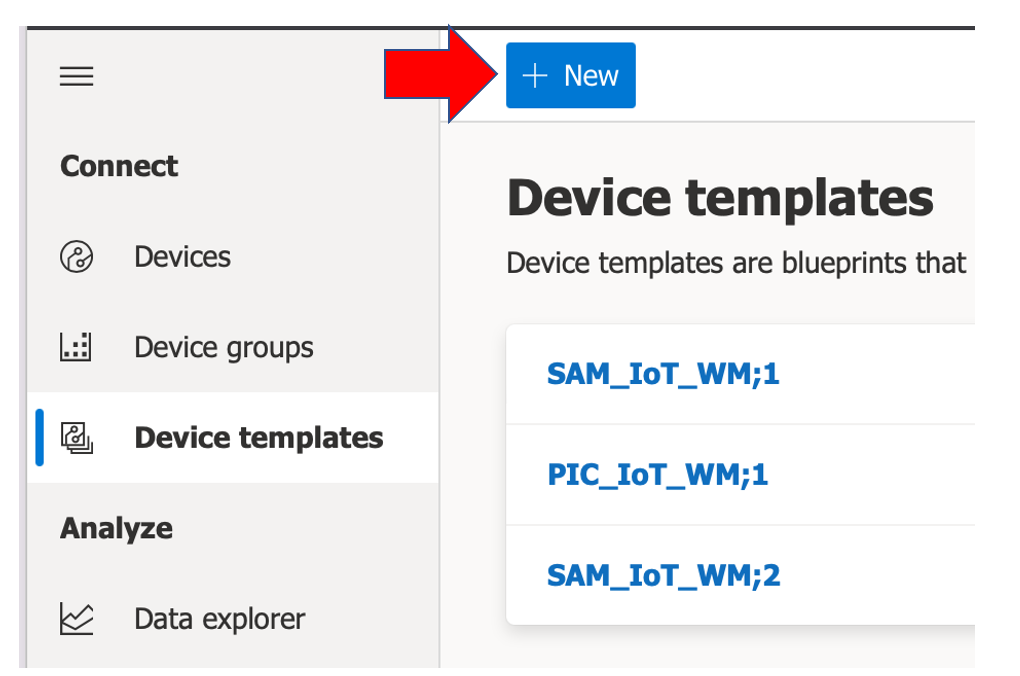 + New
Connect
Devices
Device groups
Device templates
Analyze
Data explorer
Device templates
Device templates are blueprints that
SAM_IoT_WM;1
PIC_IoT_WM;1
SAM_IoT_WM;2